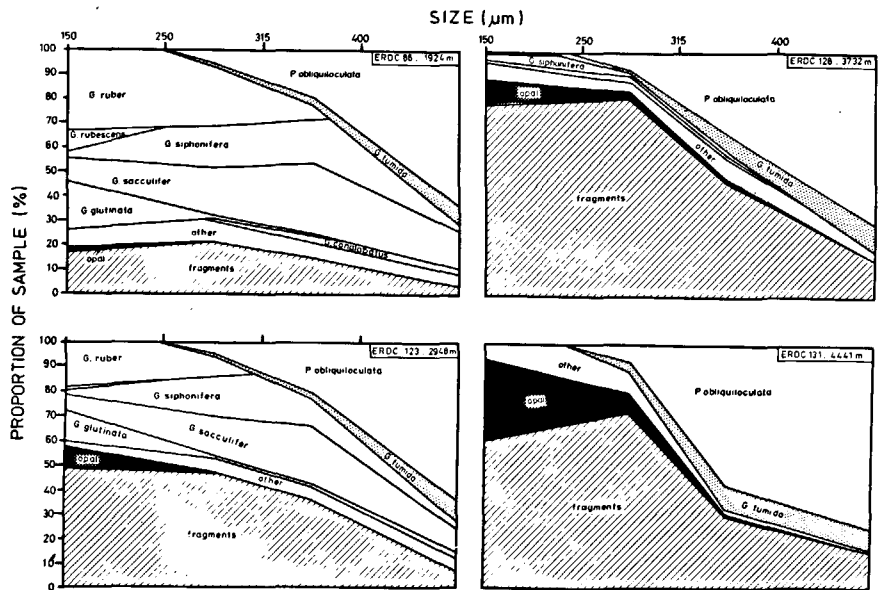 SIZE (μm)
150 250 315 400
150 250 315 400
PROPORTION OF SAMPLE (%)
100
90
80
70
60
50
40
30
20
10
0
ERDC 88 . 1924 m
P. obliquiloculata
G ruber
G. rubescens
G siphonifera
G tumida
G sacculifer
G glutinata
other
G. conglobatus
opal
fragments
ERDC 128 . 3732 m
G siphonifera
P obliquiloculata
opal
other
G tumida
fragments
100
90
80
70
60
50
40
30
20
10
0
ERDC 123 . 2948 m
G. ruber
P obliquiloculata
G siphonifera
G sacculifer
G glutinata
G tumida
opal
other
fragments
ERDC 131 . 4441 m
other
P obliquiloculata
opal
G tumida
fragments